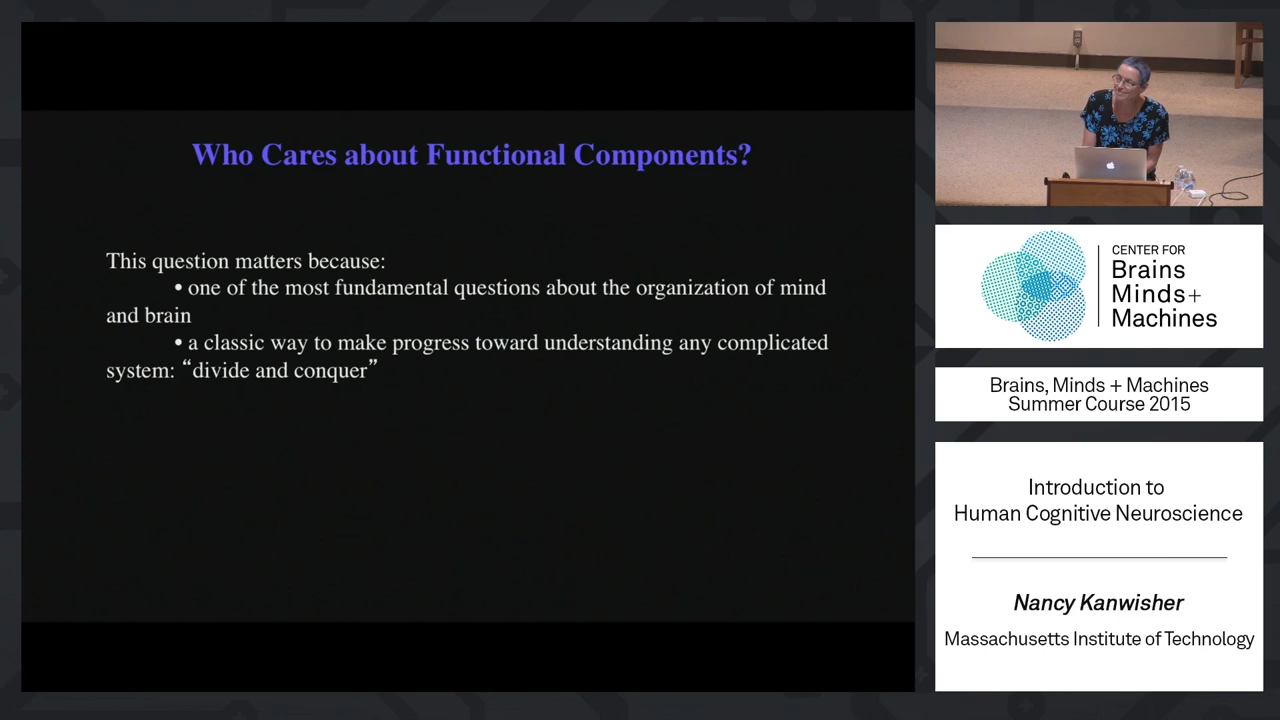 Who Cares about Functional Components?
This question matters because:
• one of the most fundamental questions about the organization of mind
and brain
• a classic way to make progress toward understanding any complicated
system: “divide and conquer”
CENTER FOR
Brains
Minds+
Machines
Brains, Minds + Machines
Summer Course 2015
Introduction to
Human Cognitive Neuroscience
Nancy Kanwisher
Massachusetts Institute of Technology